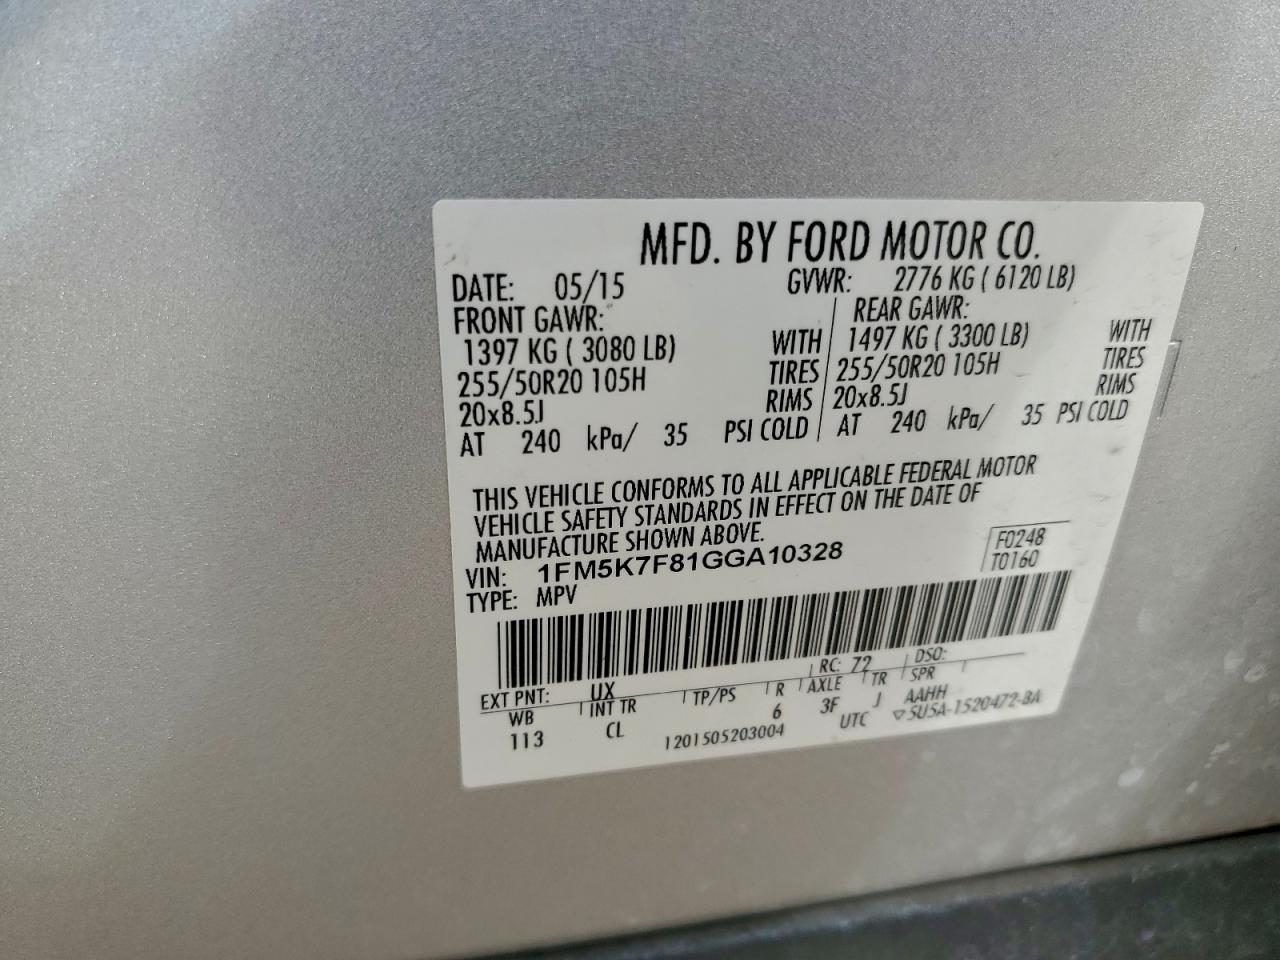 MFD. BY FORD MOTOR CO.
DATE: 05/15 GVWR: 2776 KG ( 6120 LB)
FRONT GAWR: REAR GAWR:
1397 KG ( 3080 LB) WITH 1497 KG ( 3300 LB) WITH
255/50R20 105H TIRES 255/50R20 105H TIRES
20x8.5J RIMS 20x8.5J RIMS
AT 240 kPa/ 35 PSI COLD AT 240 kPa/ 35 PSI COLD
THIS VEHICLE CONFORMS TO ALL APPLICABLE FEDERAL MOTOR
VEHICLE SAFETY STANDARDS IN EFFECT ON THE DATE OF
MANUFACTURE SHOWN ABOVE.
F0248
VIN: 1FM5K7F81GGA10328 T0160
TYPE: MPV
EXT PNT: UX RC: 72 DSO:
WB INT TR TP/PS R AXLE TR SPR
113 CL 6 3F J AAHH
1201505203004 UTC ▽5U5A-1520472-BA